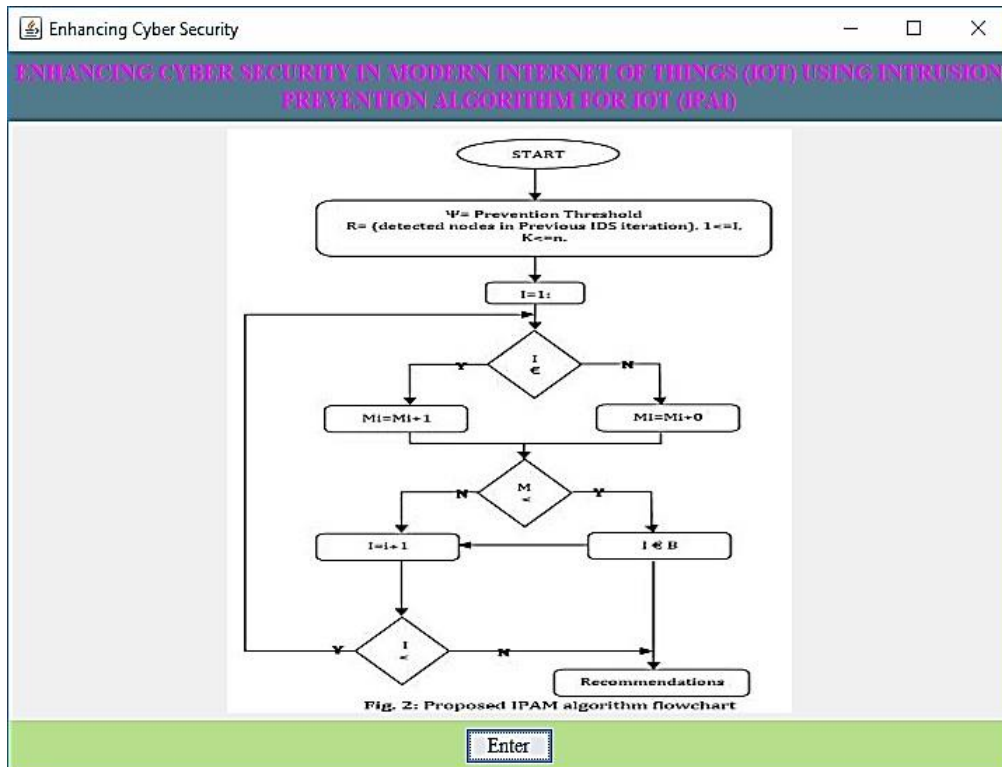 Enhancing Cyber Security
ENHANCING CYBER SECURITY IN MODERN INTERNET OF THINGS (IOT) USING INTRUSION
PREVENTION ALGORITHM FOR IOT (IPAI)
START
Ψ= Prevention Threshold
R= {detected nodes in Previous IDS iteration}, 1<=I,
K<=n.
I=1:
I
€
Y
N
Mi=Mi+1
Mi=Mi+0
M
<
N
Y
I=i+1
I € B
I
<
Y
N
Recommendations
Fig. 2: Proposed IPAM algorithm flowchart
Enter